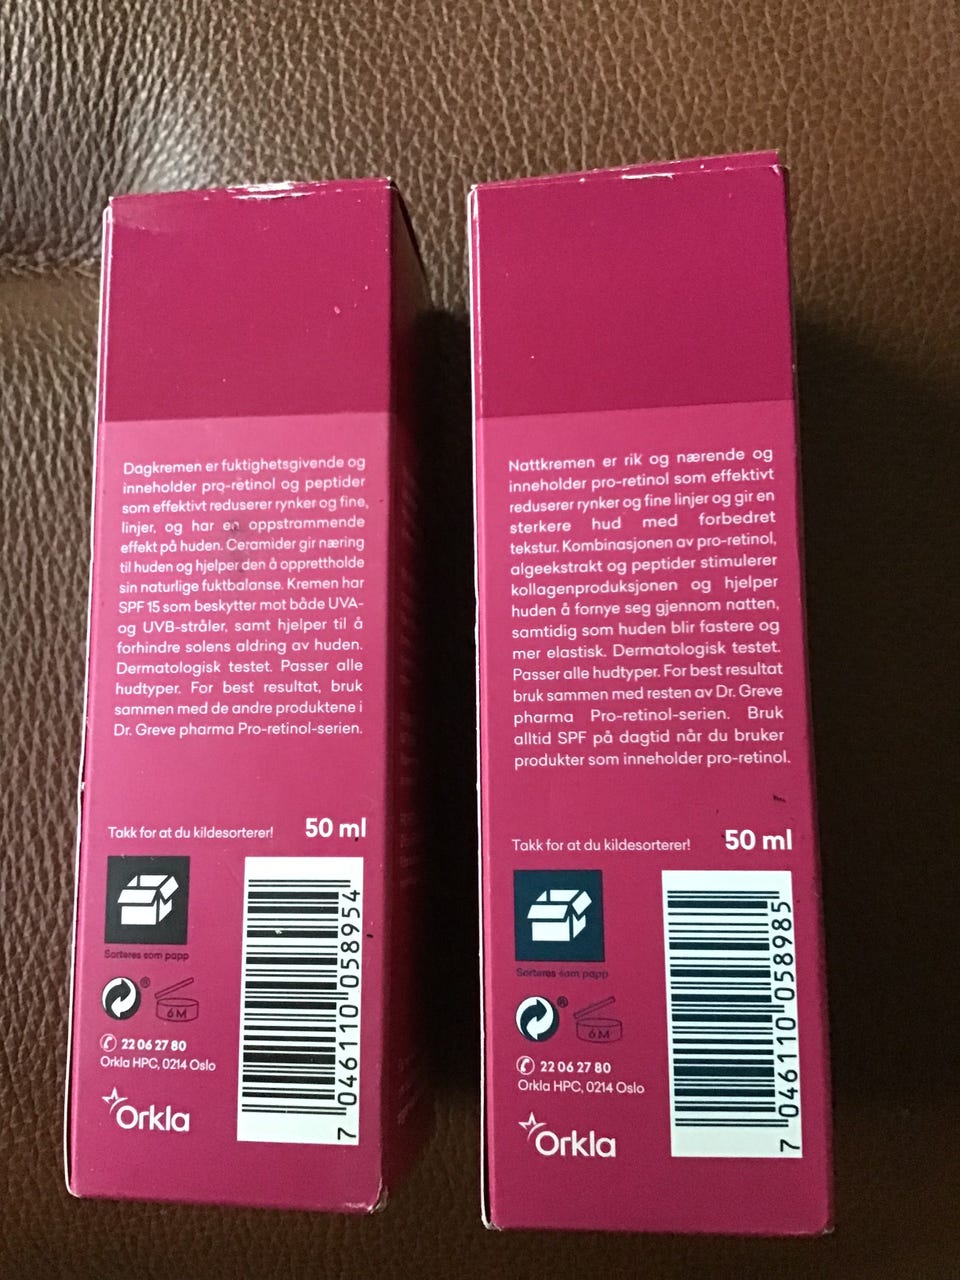 Dagkremen er fuktighetsgivende og
inneholder pro-retinol og peptider
som effektivt reduserer rynker og fine,
linjer, og har en oppstrammende
effekt på huden. Ceramider gir næring
til huden og hjelper den å opprettholde
sin naturlige fuktbalanse. Kremen har
SPF 15 som beskytter mot både UVA-
og UVB-stråler, samt hjelper til å
forhindre solens aldring av huden.
Dermatologisk testet. Passer alle
hudtyper. For best resultat, bruk
sammen med de andre produktene i
Dr. Greve pharma Pro-retinol-serien.
Takk for at du kildesorterer!
50 ml
Sorteres som papp
®
6M
22 06 27 80
Orkla HPC, 0214 Oslo
Orkla
7 046110 058954
Nattkremen er rik og nærende og
inneholder pro-retinol som effektivt
reduserer rynker og fine linjer og gir en
sterkere hud med forbedret
tekstur. Kombinasjonen av pro-retinol,
algeekstrakt og peptider stimulerer
kollagenproduksjonen og hjelper
huden å fornye seg gjennom natten,
samtidig som huden blir fastere og
mer elastisk. Dermatologisk testet.
Passer alle hudtyper. For best resultat
bruk sammen med resten av Dr. Greve
pharma Pro-retinol-serien. Bruk
alltid SPF på dagtid når du bruker
produkter som inneholder pro-retinol.
Takk for at du kildesorterer!
50 ml
Sorteres som papp
®
6M
22 06 27 80
Orkla HPC, 0214 Oslo
Orkla
7 046110 058985